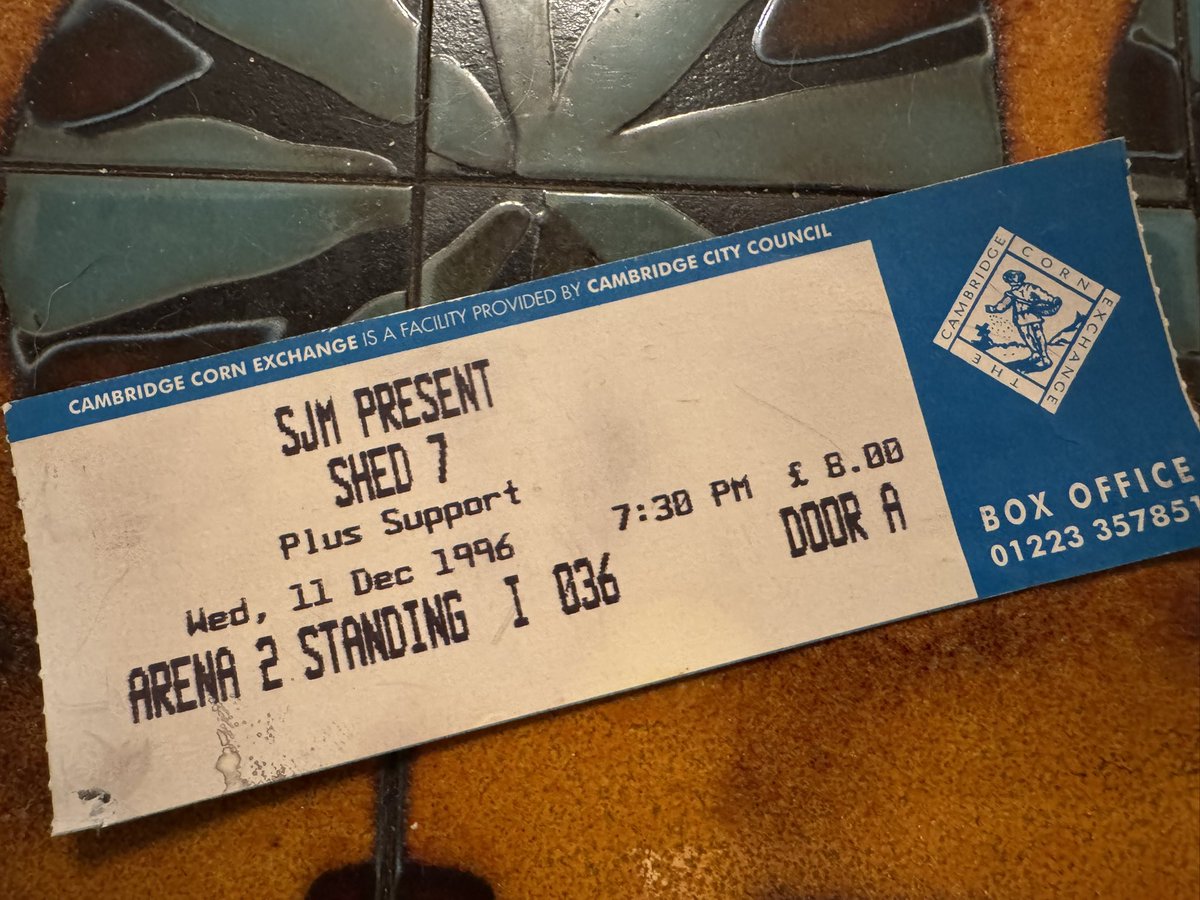 CAMBRIDGE CORN EXCHANGE IS A FACILITY PROVIDED BY CAMBRIDGE CITY COUNCIL
SJM PRESENT
SHED 7
Plus Support
Wed, 11 Dec 1996 7:30 PM £ 8.00
ARENA 2 STANDING I 036 DOOR A
THE CAMBRIDGE CORN EXCHANGE
BOX OFFICE
01223 357851